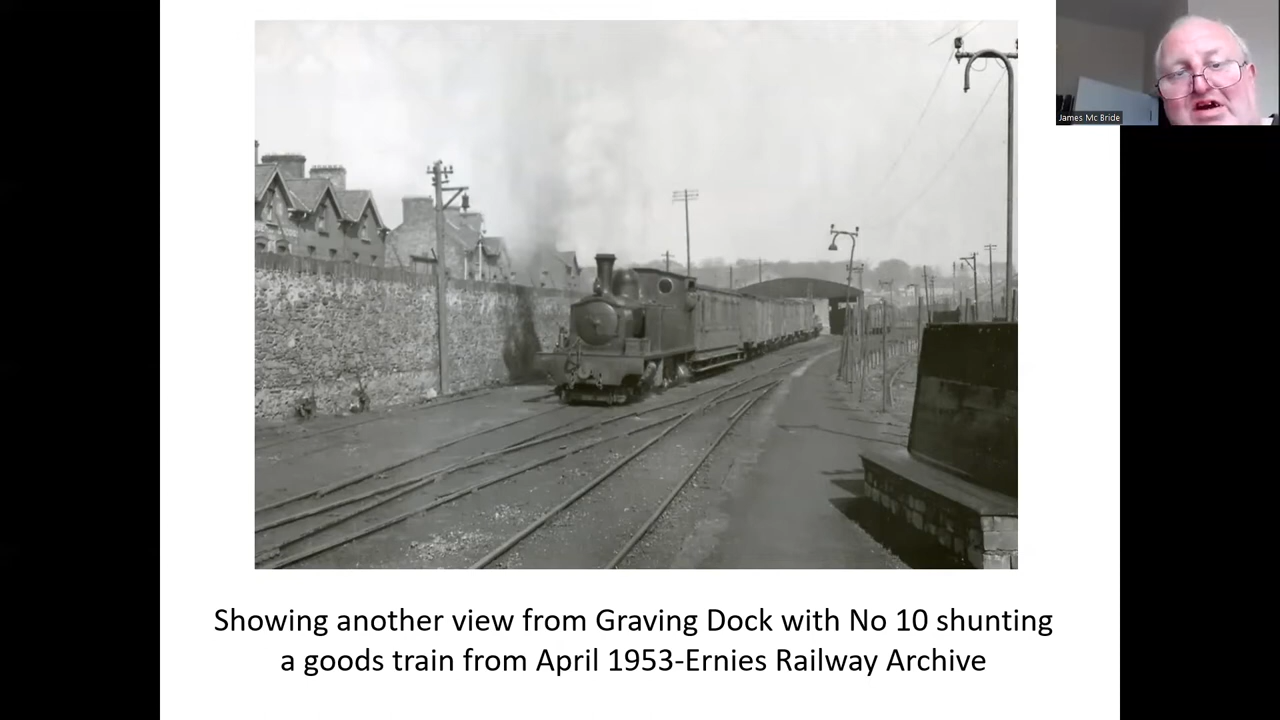 James Mc Bride
Showing another view from Graving Dock with No 10 shunting
a goods train from April 1953-Ernies Railway Archive